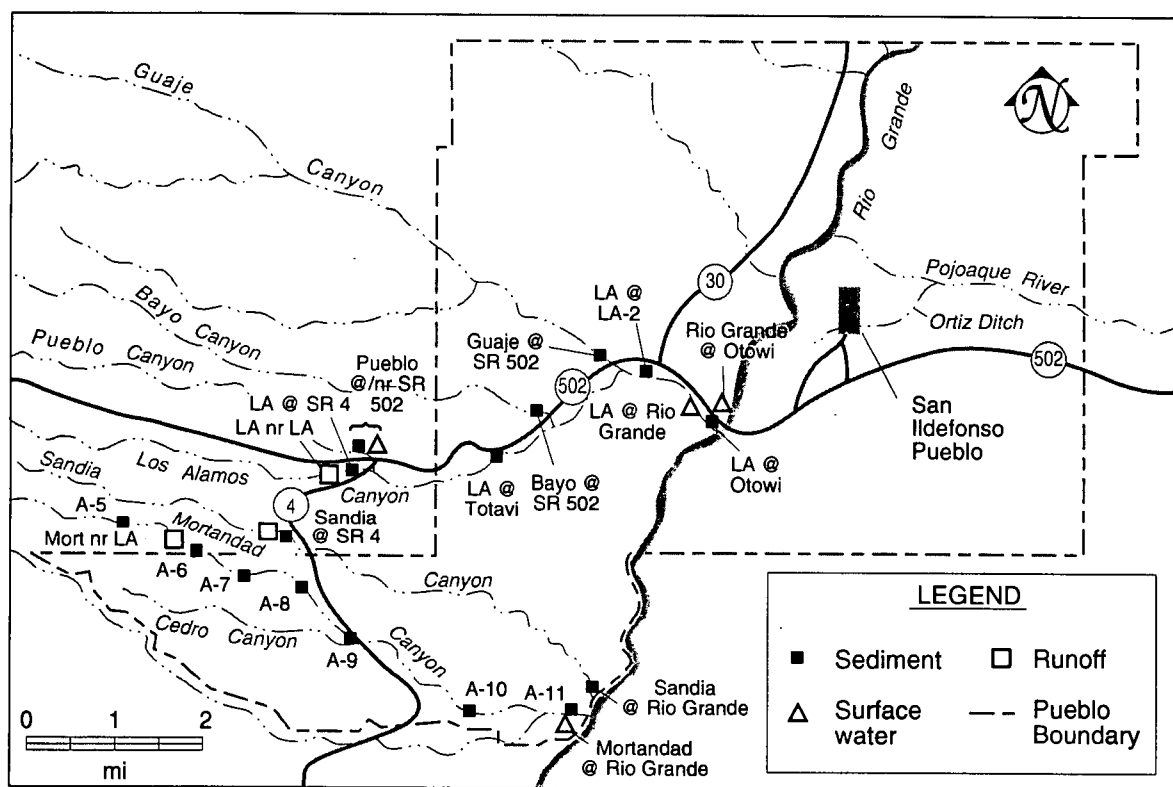 Guaje
Canyon
N
Grande
Rio
Bayo Canyon
Pueblo Canyon
30
LA @
LA-2
Rio Grande
@ Otowi
Pojoaque River
Ortiz Ditch
Guaje @
SR 502
Pueblo
@/nr SR
502
502
502
LA @ SR 4
LA nr LA
LA @ Rio
Grande
San
Ildefonso
Pueblo
Los Alamos
Canyon
LA @
Totavi
Bayo @
SR 502
LA @
Otowi
Sandia
Canyon
4
Sandia
@ SR 4
A-5
Mortandad
Canyon
Mort nr LA
A-6
A-7
A-8
Cedro Canyon
A-9
A-10
A-11
Sandia
@ Rio Grande
Mortandad
@ Rio Grande
0 1 2
mi
LEGEND
Sediment
Runoff
Surface
water
Pueblo
Boundary